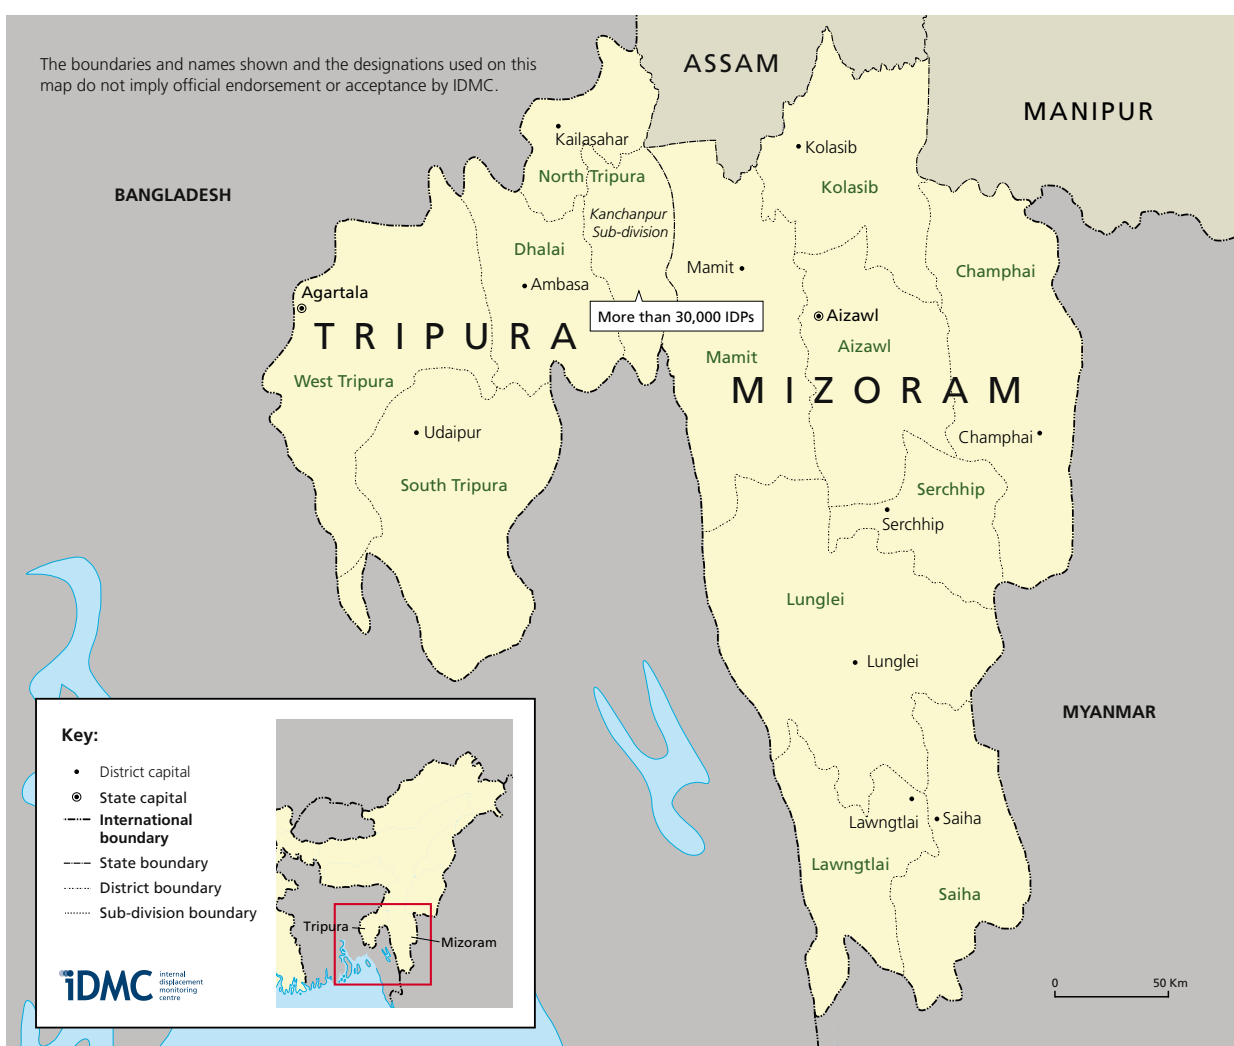 The boundaries and names shown and the designations used on this
map do not imply official endorsement or acceptance by IDMC.
ASSAM
MANIPUR
BANGLADESH
Kailasahar
North Tripura
Kanchanpur
Sub-division
Dhalai
Ambasa
Agartala
TRIPURA
West Tripura
Udaipur
South Tripura
More than 30,000 IDPs
Kolasib
Kolasib
Mamit
Champhai
Aizawl
Aizawl
Mamit
MIZORAM
Champhai
Serchhip
Serchhip
Lunglei
Lunglei
MYANMAR
Lawngtlai
Saiha
Lawngtlai
Saiha
Key:
District capital
State capital
International
boundary
State boundary
District boundary
Sub-division boundary
Tripura
Mizoram
iDMC
internal
displacement
monitoring
centre
0 50 Km